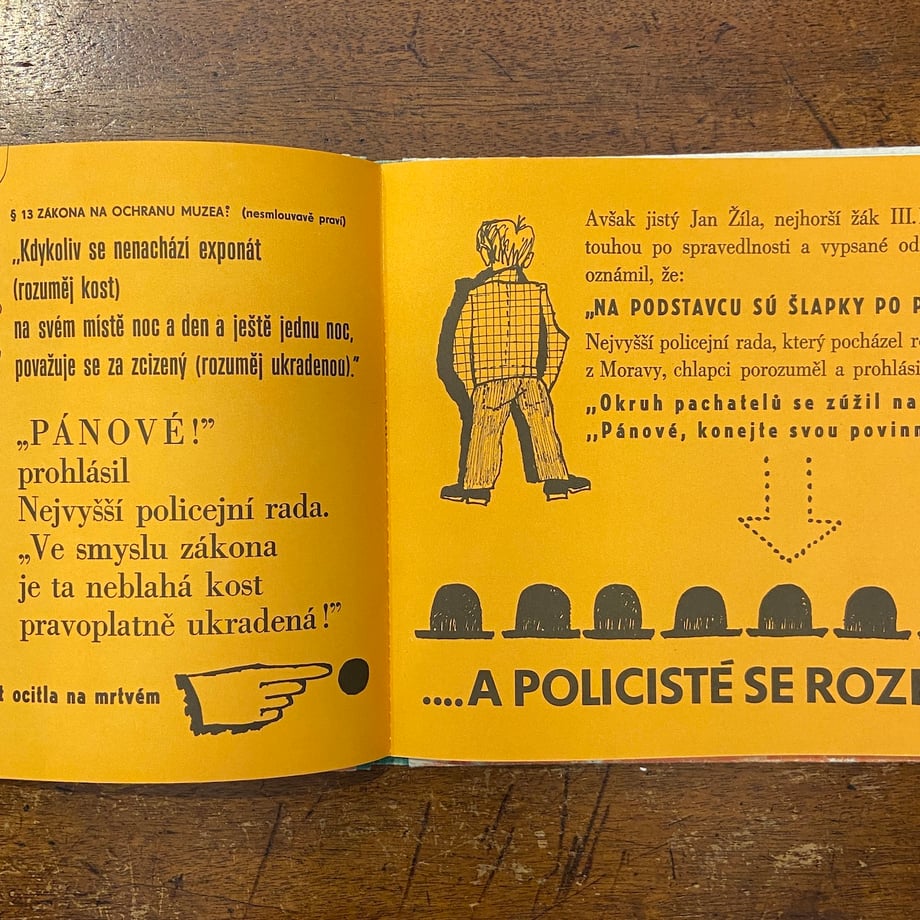 § 13 ZÁKONA NA OCHRANU MUZEA: (nesmlouvavě praví)
„Kdykoliv se nenachází exponát
(rozuměj kost)
na svém místě noc a den a ještě jednu noc,
považuje se za zcizený (rozuměj ukradenou).”
„PÁNOVÉ!”
prohlásil
Nejvyšší policejní rada.
„Ve smyslu zákona
je ta neblahá kost
pravoplatně ukradená!”
t ocitla na mrtvém
Avšak jistý Jan Žíla, nejhorší žák III.
touhou po spravedlnosti a vypsané od
oznámil, že:
„NA PODSTAVCU SÚ ŠLAPKY PO
Nejvyšší policejní rada, který pocházel
z Moravy, chlapci porozuměl a prohlási
„Okruh pachatelů se zúžil na
„Pánové, konejte svou povinn
....A POLICISTÉ SE ROZ